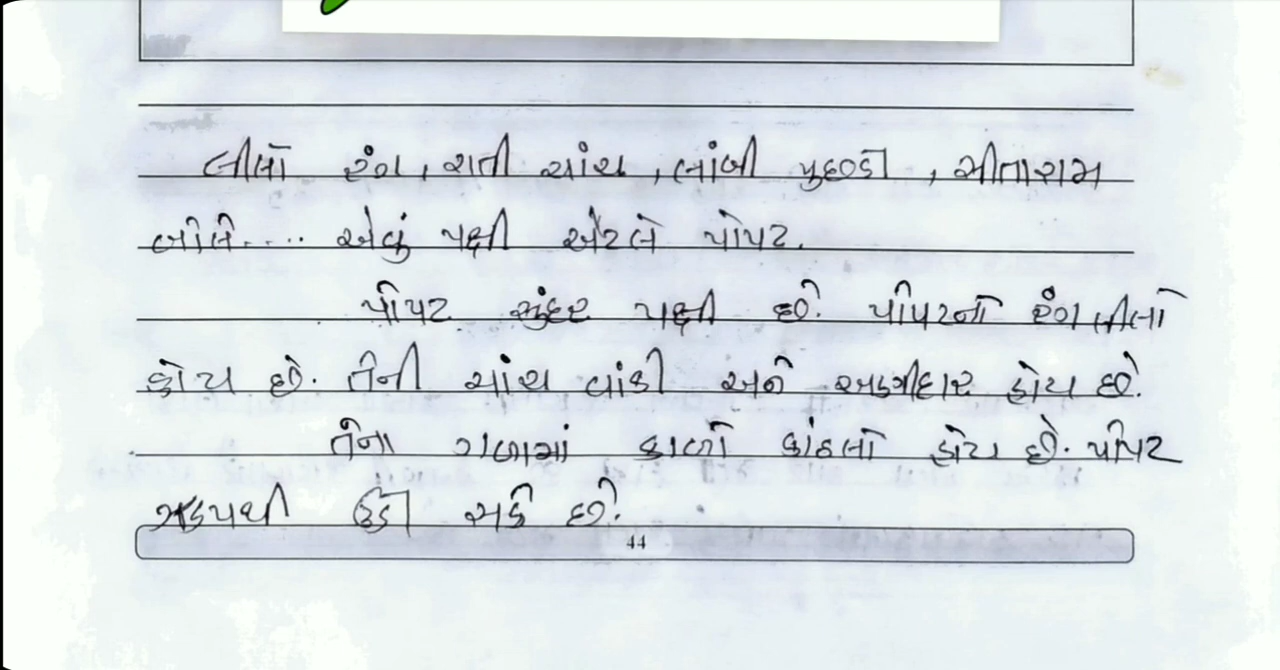 લીલો રંગ, રાતી ચાંચ, લાંબી પુછડી, સીતારામ
બોલે.... એવું પક્ષી એટલે પોપટ.
પોપટ સુંદર પક્ષી છે. પોપટનો રંગ લીલો
હોય છે. તેની ચાંચ વાંકી અને અણીદાર હોય છે.
તેના ગળામાં કાળો કાંઠલો હોય છે. પોપટ
ઝડપથી ઉડી શકે છે.
44